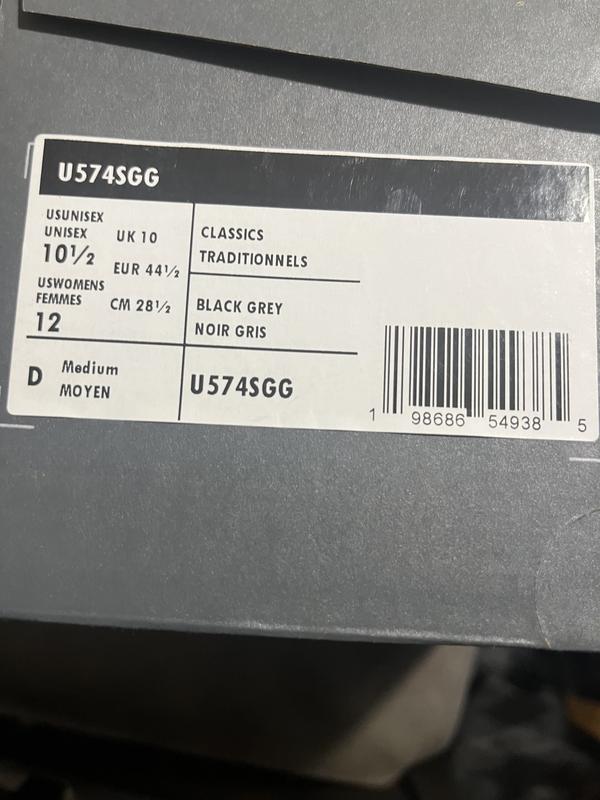 U574SGG
USUNISEX
UNISEX
10½
UK 10
EUR 44½
USWOMENS
FEMMES
12
CM 28½
CLASSICS
TRADITIONNELS
BLACK GREY
NOIR GRIS
D
Medium
MOYEN
U574SGG
1 98686 54938 5